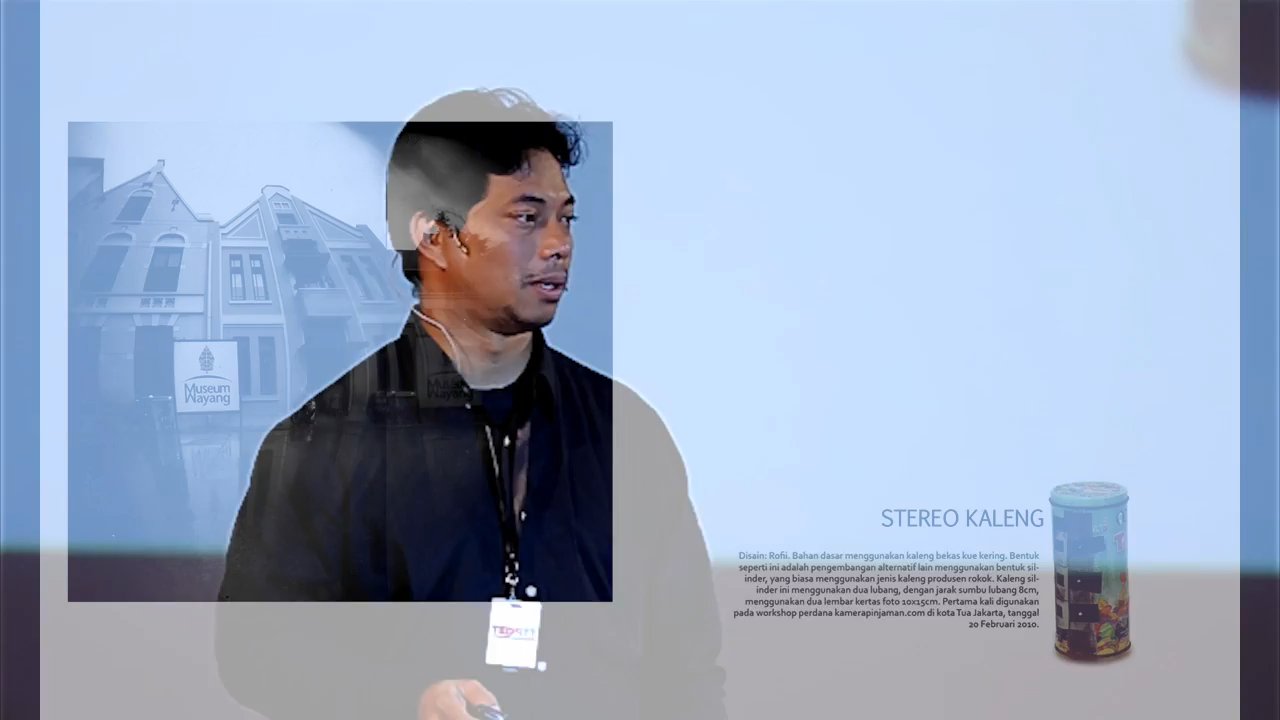 Museum
Wayang
Museum
Wayang
STEREO KALENG
Disain: Rofii. Bahan dasar menggunakan kaleng bekas kue kering. Bentuk
seperti ini adalah pengembangan alternatif lain menggunakan bentuk sil-
inder, yang biasa menggunakan jenis kaleng produsen rokok. Kaleng sil-
inder ini menggunakan dua lubang, dengan jarak sumbu lubang 8cm,
menggunakan dua lembar kertas foto 10x15cm. Pertama kali digunakan
pada workshop perdana kamerapinjaman.com di kota Tua Jakarta, tanggal
20 Februari 2010.